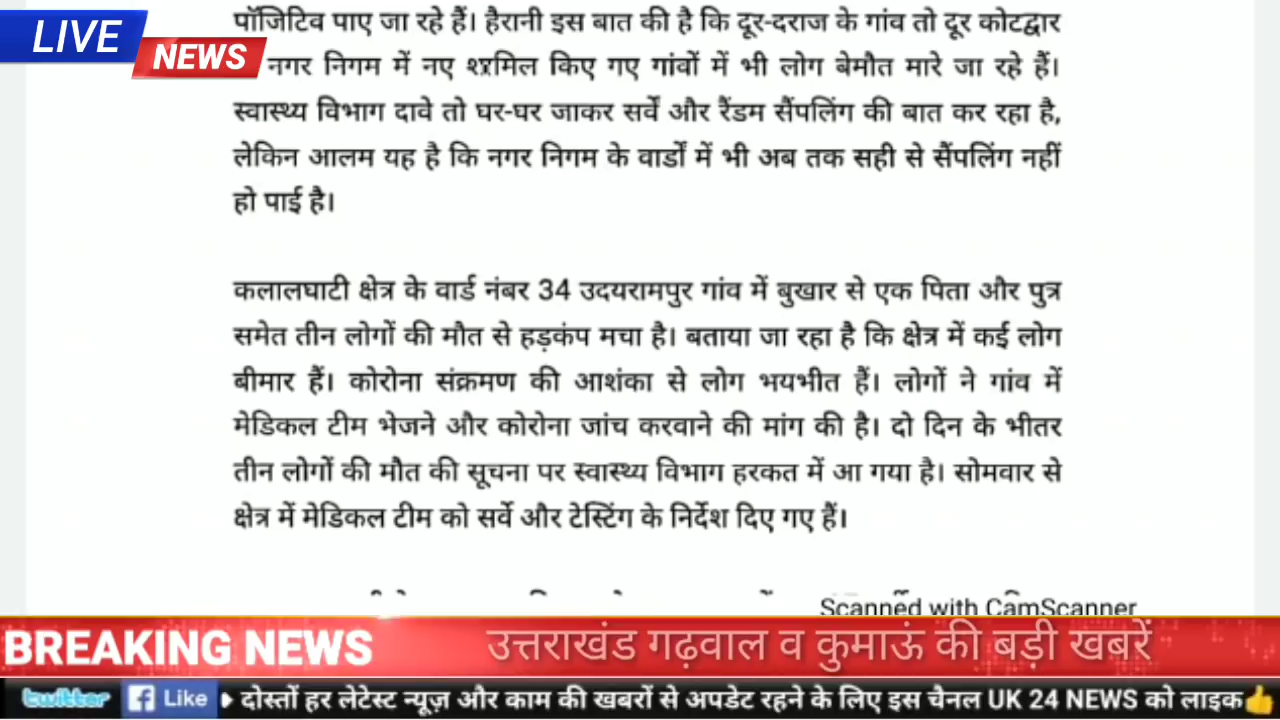 LIVE
NEWS
पॉजिटिव पाए जा रहे हैं। हैरानी इस बात की है कि दूर-दराज के गांव तो दूर कोटद्वार
नगर निगम में नए शामिल किए गए गांवों में भी लोग बेमौत मारे जा रहे हैं।
स्वास्थ्य विभाग दावे तो घर-घर जाकर सर्वे और रैंडम सैंपलिंग की बात कर रहा है,
लेकिन आलम यह है कि नगर निगम के वार्डों में भी अब तक सही से सैंपलिंग नहीं
हो पाई है।
कलालघाटी क्षेत्र के वार्ड नंबर 34 उदयरामपुर गांव में बुखार से एक पिता और पुत्र
समेत तीन लोगों की मौत से हड़कंप मचा है। बताया जा रहा है कि क्षेत्र में कई लोग
बीमार हैं। कोरोना संक्रमण की आशंका से लोग भयभीत हैं। लोगों ने गांव में
मेडिकल टीम भेजने और कोरोना जांच करवाने की मांग की है। दो दिन के भीतर
तीन लोगों की मौत की सूचना पर स्वास्थ्य विभाग हरकत में आ गया है। सोमवार से
क्षेत्र में मेडिकल टीम को सर्वे और टेस्टिंग के निर्देश दिए गए हैं।
Scanned with CamScanner
BREAKING NEWS
उत्तराखंड गढ़वाल व कुमाऊं की बड़ी खबरें
twitter Like दोस्तों हर लेटेस्ट न्यूज़ और काम की खबरों से अपडेट रहने के लिए इस चैनल UK 24 NEWS को लाइक👍